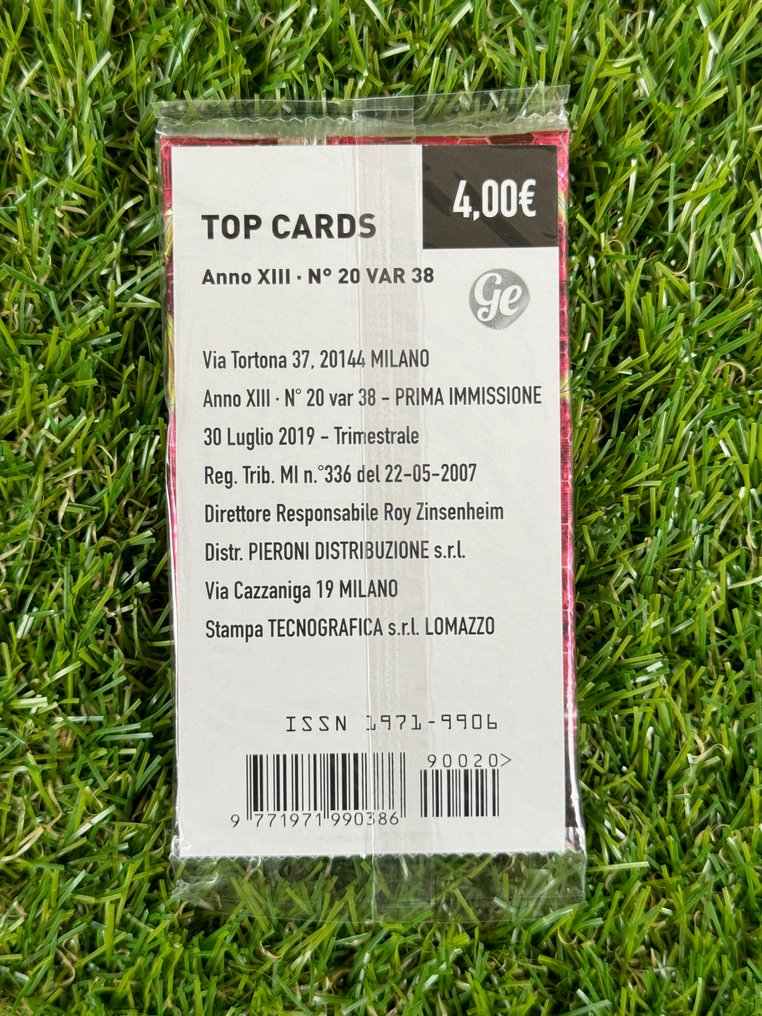 4,00€
TOP CARDS
Anno XIII · N° 20 VAR 38
Ge
Via Tortona 37, 20144 MILANO
Anno XIII · N° 20 var 38 – PRIMA IMMISSIONE
30 Luglio 2019 – Trimestrale
Reg. Trib. MI n.°336 del 22-05-2007
Direttore Responsabile Roy Zinsenheim
Distr. PIERONI DISTRIBUZIONE s.r.l.
Via Cazzaniga 19 MILANO
Stampa TECNOGRAFICA s.r.l. LOMAZZO
ISSN 1971-9906
90020>
9 771971 990386